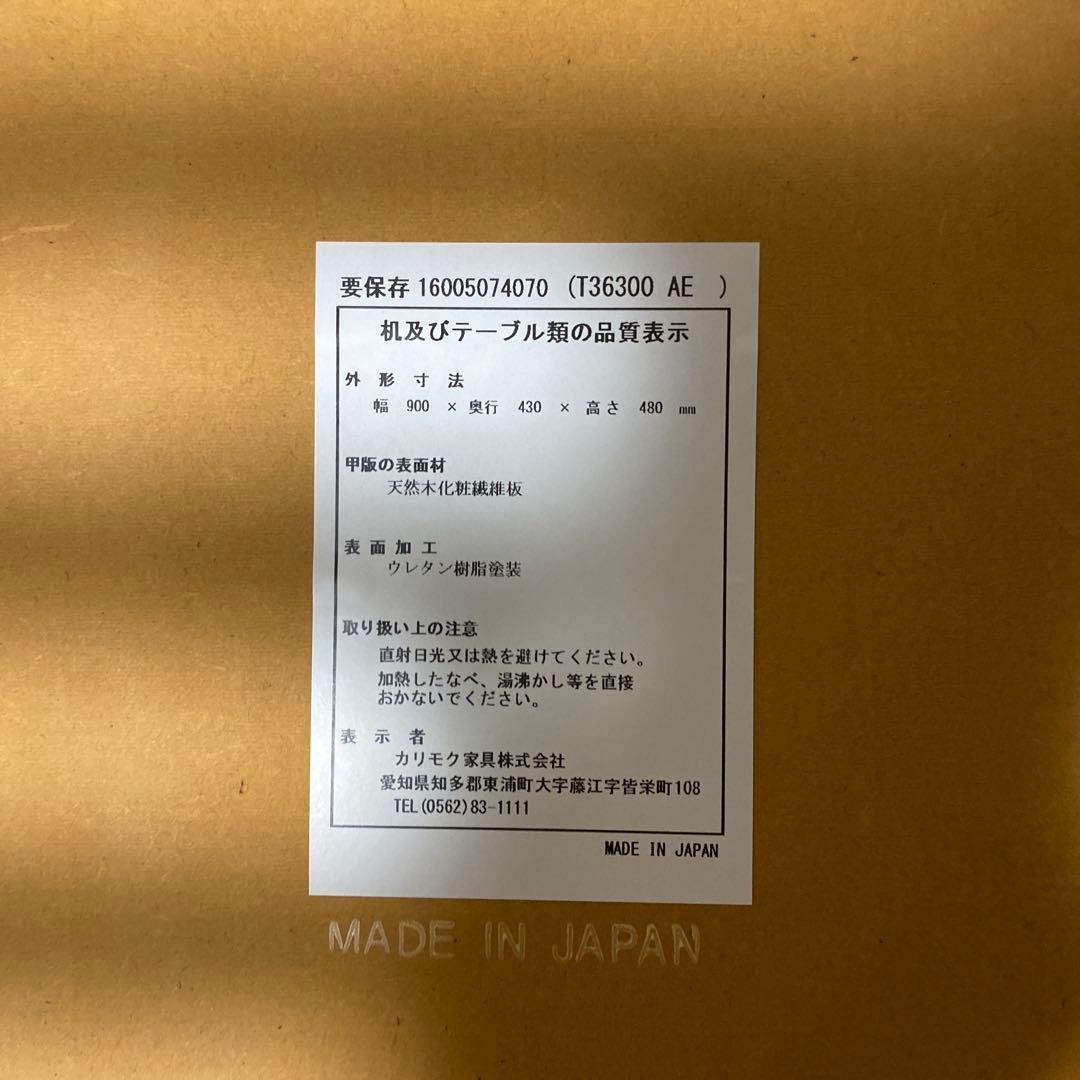 要保存 16005074070 (T36300 AE )
机及びテーブル類の品質表示
外形寸法
幅 900 × 奥行 430 × 高さ 480 mm
甲版の表面材
天然木化粧繊維板
表面加工
ウレタン樹脂塗装
取り扱い上の注意
直射日光又は熱を避けてください。
加熱したなべ、湯沸かし等を直接
おかないでください。
表示者
カリモク家具株式会社
愛知県知多郡東浦町大字藤江字皆栄町108
TEL(0562)83-1111
MADE IN JAPAN
MADE IN JAPAN